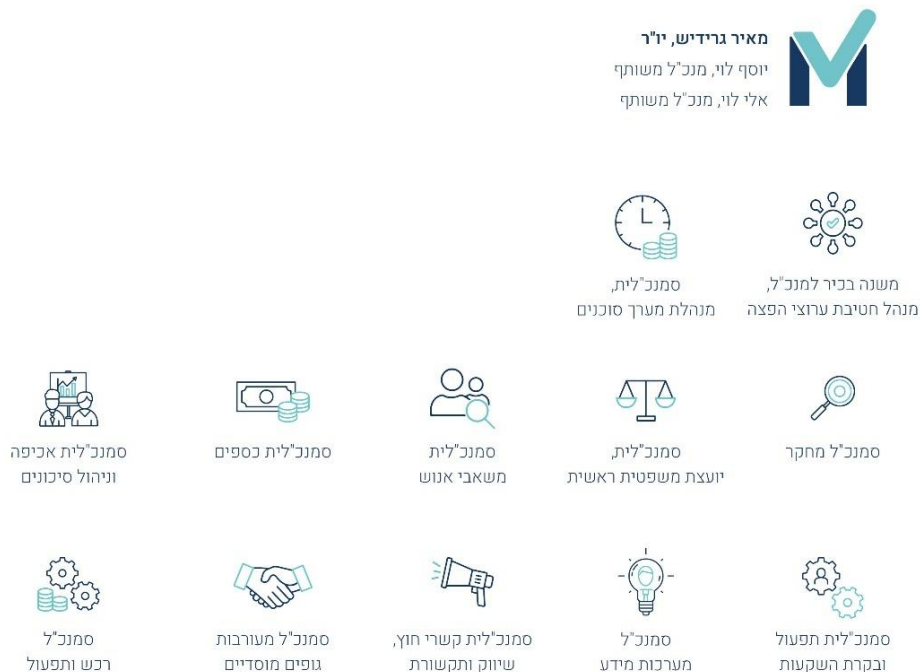 מאיר גרידיש, יו"ר
יוסף לוי, מנכ"ל משותף
אלי לוי, מנכ"ל משותף
משנה בכיר למנכ"ל,
מנהל חטיבת ערוצי הפצה
סמנכ"לית,
מנהלת מערך סוכנים
סמנכ"ל מחקר
סמנכ"לית,
יועצת משפטית ראשית
סמנכ"לית
משאבי אנוש
סמנכ"לית כספים
סמנכ"לית אכיפה
וניהול סיכונים
סמנכ"לית תפעול
ובקרת השקעות
סמנכ"ל
מערכות מידע
סמנכ"לית קשרי חוץ,
שיווק ותקשורת
סמנכ"ל מעורבות
גופים מוסדיים
סמנכ"ל
רכש ותפעול